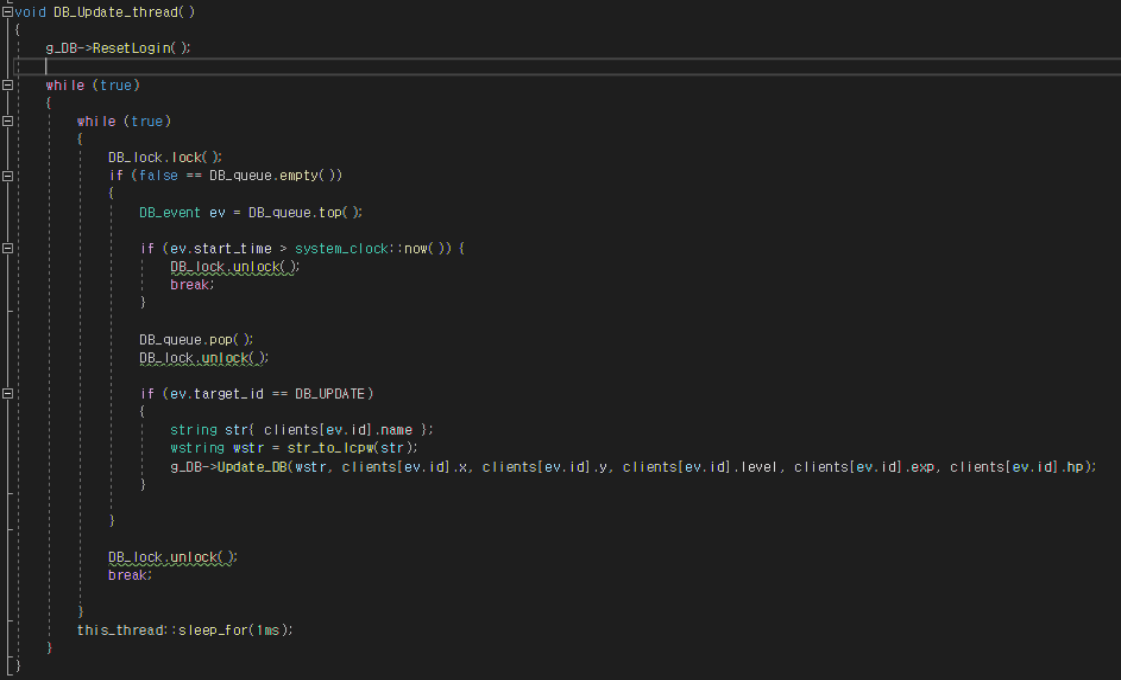 void DB_Update_thread()
{
g_DB->ResetLogin();
while (true)
{
while (true)
{
DB_lock.lock();
if (false == DB_queue.empty())
{
DB_event ev = DB_queue.top();
if (ev.start_time > system_clock::now()) {
DB_lock.unlock();
break;
}
DB_queue.pop();
DB_lock.unlock();
if (ev.target_id == DB_UPDATE)
{
string str{ clients[ev.id].name };
wstring wstr = str_to_lcpw(str);
g_DB->Update_DB(wstr, clients[ev.id].x, clients[ev.id].y, clients[ev.id].level, clients[ev.id].exp, clients[ev.id].hp);
}
}
DB_lock.unlock();
break;
}
this_thread::sleep_for(1ms);
}
}